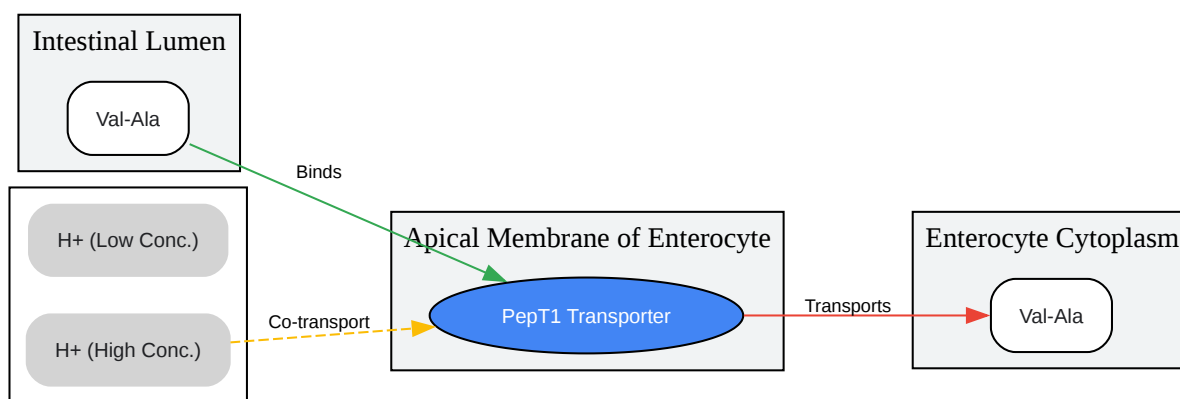 Intestinal Lumen
Val-Ala
Binds
H+ (Low Conc.)
Apical Membrane of Enterocyte
Enterocyte Cytoplasm
Co-transport
PepT1 Transporter
Transports
Val-Ala
H+ (High Conc.)